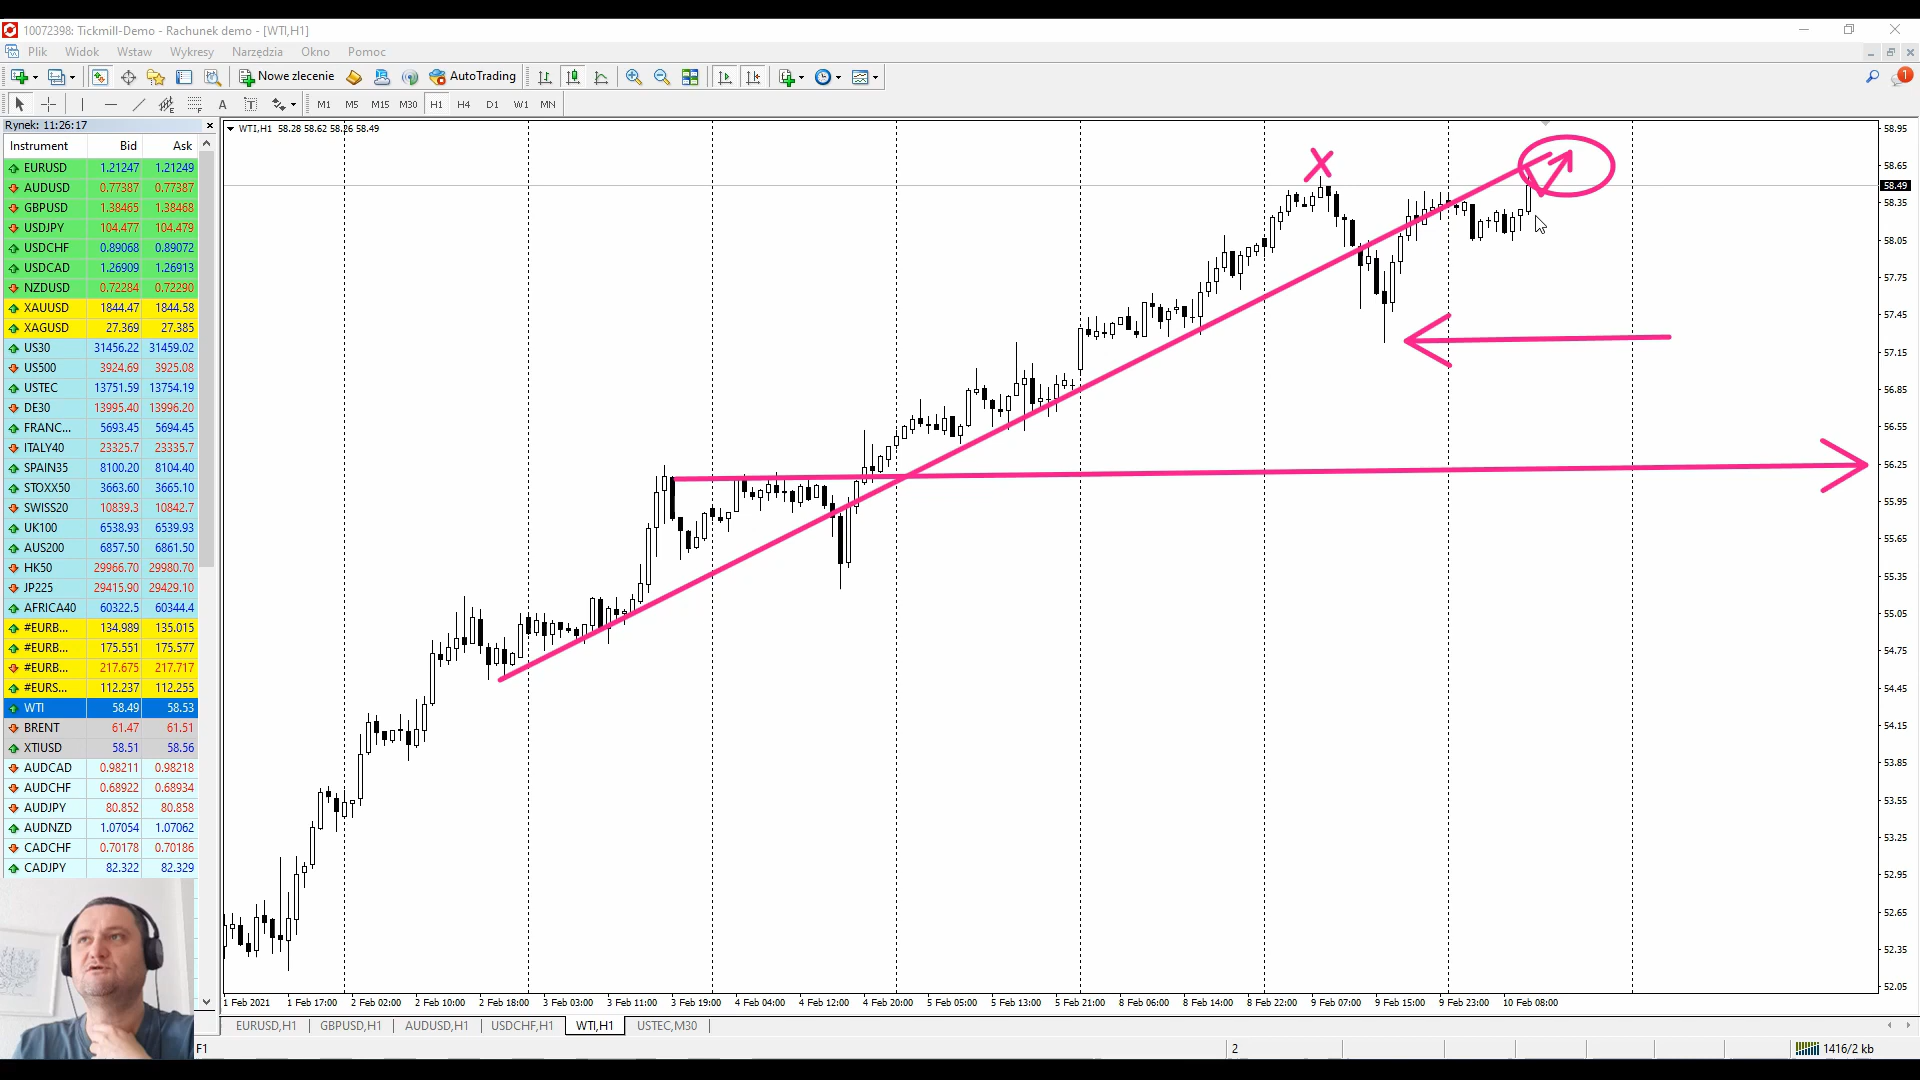 10072398: Tickmill-Demo - Rachunek demo - [WTI,H1]
Plik Widok Wstaw Wykresy Narzędzia Okno Pomoc
Nowe zlecenie AutoTrading 1
A T M1 M5 M15 M30 H1 H4 D1 W1 MN
Rynek: 11:26:17
Instrument Bid Ask
EURUSD 1.21247 1.21249
AUDUSD 0.77387 0.77387
GBPUSD 1.38465 1.38468
USDJPY 104.477 104.479
USDCHF 0.89068 0.89072
USDCAD 1.26909 1.26913
NZDUSD 0.72284 0.72290
XAUUSD 1844.47 1844.58
XAGUSD 27.369 27.385
US30 31456.22 31459.02
US500 3924.69 3925.08
USTEC 13751.59 13754.19
DE30 13995.40 13996.20
FRANC... 5693.45 5694.45
ITALY40 23325.7 23335.7
SPAIN35 8100.20 8104.40
STOXX50 3663.60 3665.10
SWISS20 10839.3 10842.7
UK100 6538.93 6539.93
AUS200 6857.50 6861.50
HK50 29966.70 29980.70
JP225 29415.90 29429.10
AFRICA40 60322.5 60344.4
#EURB... 134.989 135.015
#EURB... 175.551 175.577
#EURB... 217.675 217.717
#EURS... 112.237 112.255
WTI 58.49 58.53
BRENT 61.47 61.51
XTIUSD 58.51 58.56
AUDCAD 0.98211 0.98218
AUDCHF 0.68922 0.68934
AUDJPY 80.852 80.858
AUDNZD 1.07054 1.07062
CADCHF 0.70178 0.70186
CADJPY 82.322 82.329
WTI,H1 58.28 58.62 58.26 58.49
X
58.95
58.65
58.49
58.35
58.05
57.75
57.45
57.15
56.85
56.55
56.25
55.95
55.65
55.35
55.05
54.75
54.45
54.15
53.85
53.55
53.25
52.95
52.65
52.35
52.05
1 Feb 2021 1 Feb 17:00 2 Feb 02:00 2 Feb 10:00 2 Feb 18:00 3 Feb 03:00 3 Feb 11:00 3 Feb 19:00 4 Feb 04:00 4 Feb 12:00 4 Feb 20:00 5 Feb 05:00 5 Feb 13:00 5 Feb 21:00 8 Feb 06:00 8 Feb 14:00 8 Feb 22:00 9 Feb 07:00 9 Feb 15:00 9 Feb 23:00 10 Feb 08:00
EURUSD,H1 GBPUSD,H1 AUDUSD,H1 USDCHF,H1 WTI,H1 USTEC,M30
F1 2 1416/2 kb